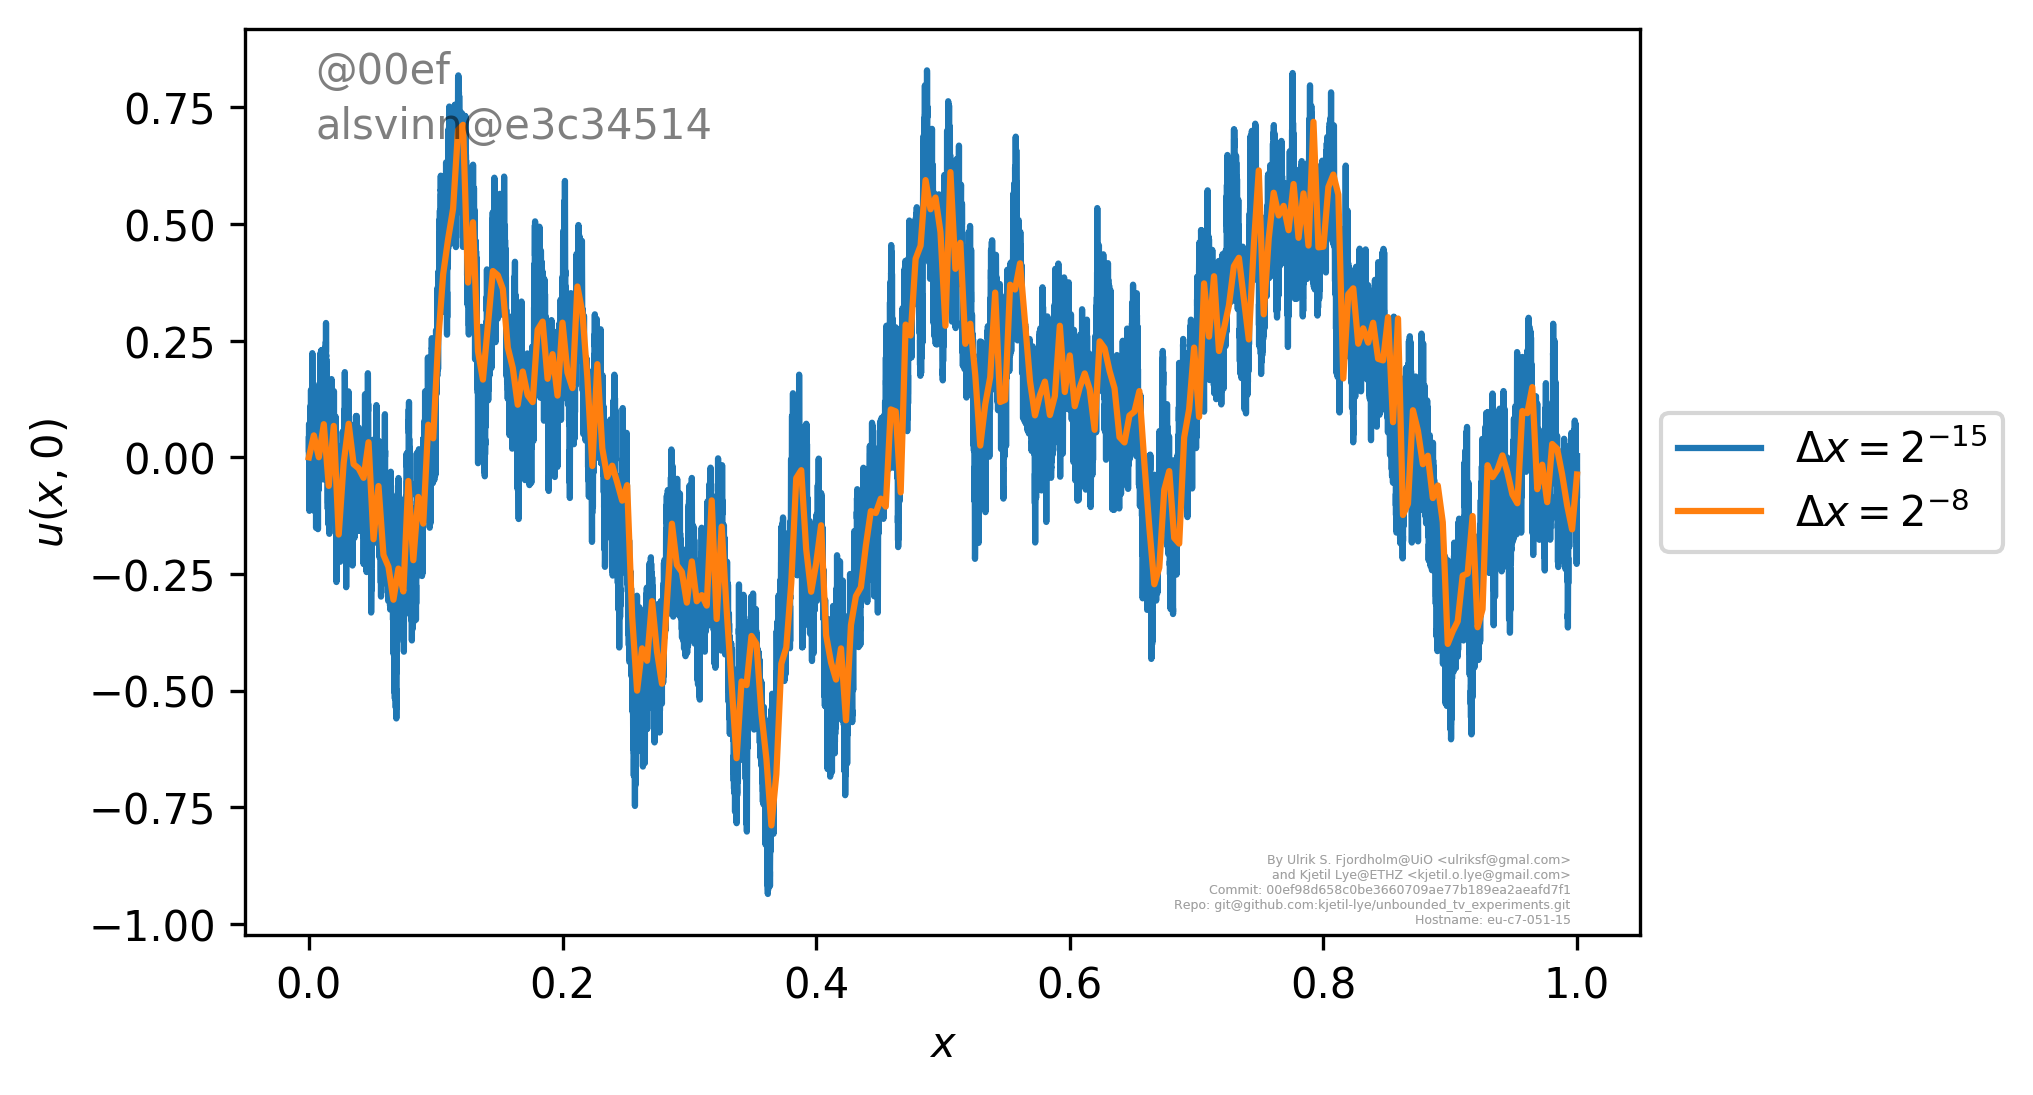 @00ef
alsvinn@e3c34514
0.75
0.50
0.25
0.00
−0.25
−0.50
−0.75
−1.00
u(x, 0)
0.0 0.2 0.4 0.6 0.8 1.0
x
Δx = 2⁻¹⁵
Δx = 2⁻⁸
By Ulrik S. Fjordholm@UiO <ulriksf@gmal.com>
and Kjetil Lye@ETHZ <kjetil.o.lye@gmail.com>
Commit: 00ef98d658c0be3660709ae77b189ea2aeafd7f1
Repo: git@github.com:kjetil-lye/unbounded_tv_experiments.git
Hostname: eu-c7-051-15